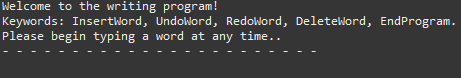 Welcome to the writing program!
Keywords: InsertWord, UndoWord, RedoWord, DeleteWord, EndProgram.
Please begin typing a word at any time..
- - - - - - - - - - - - - - - - - - - - - - -